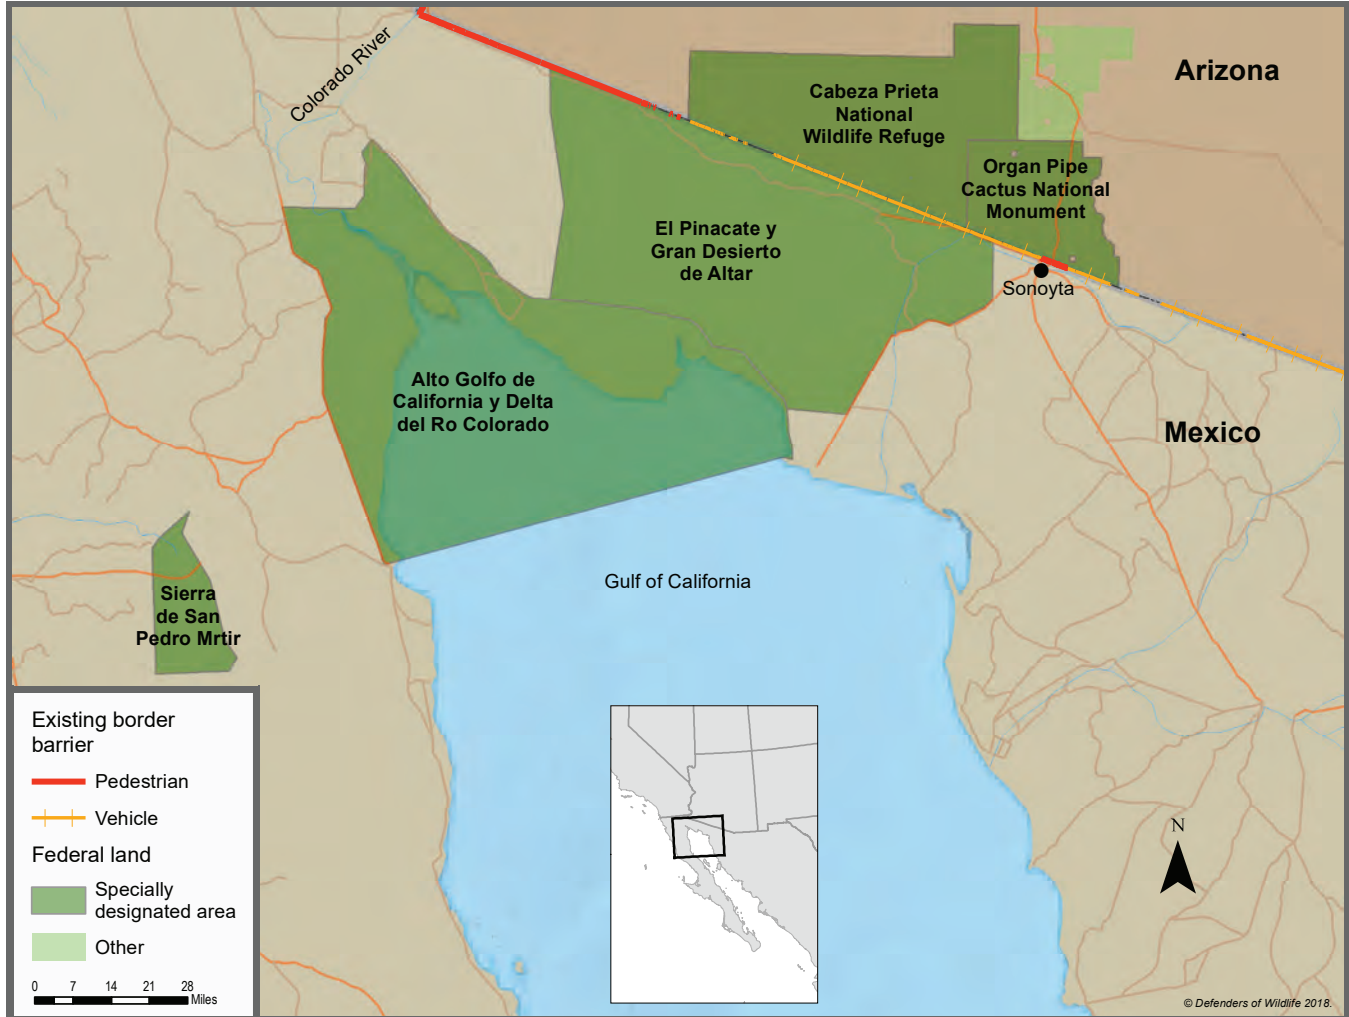 Colorado River
Arizona
Cabeza Prieta
National
Wildlife Refuge
Organ Pipe
Cactus National
Monument
El Pinacate y
Gran Desierto
de Altar
Sonoyta
Alto Golfo de
California y Delta
del Ro Colorado
Mexico
Gulf of California
Sierra
de San
Pedro Mrtir
Existing border
barrier
Pedestrian
Vehicle
Federal land
Specially
designated area
Other
0 7 14 21 28
Miles
N
© Defenders of Wildlife 2018.